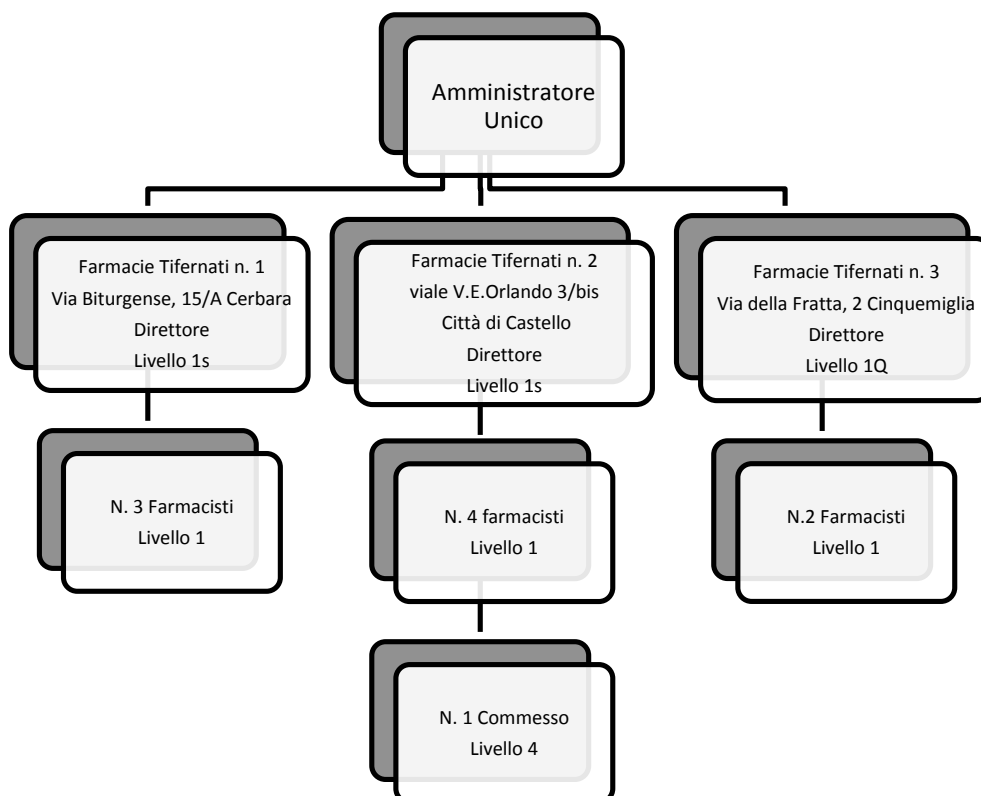 Amministratore
Unico
Farmacie Tifernati n. 1
Via Biturgense, 15/A Cerbara
Direttore
Livello 1s
Farmacie Tifernati n. 2
viale V.E.Orlando 3/bis
Città di Castello
Direttore
Livello 1s
Farmacie Tifernati n. 3
Via della Fratta, 2 Cinquemiglia
Direttore
Livello 1Q
N. 3 Farmacisti
Livello 1
N. 4 farmacisti
Livello 1
N.2 Farmacisti
Livello 1
N. 1 Commesso
Livello 4